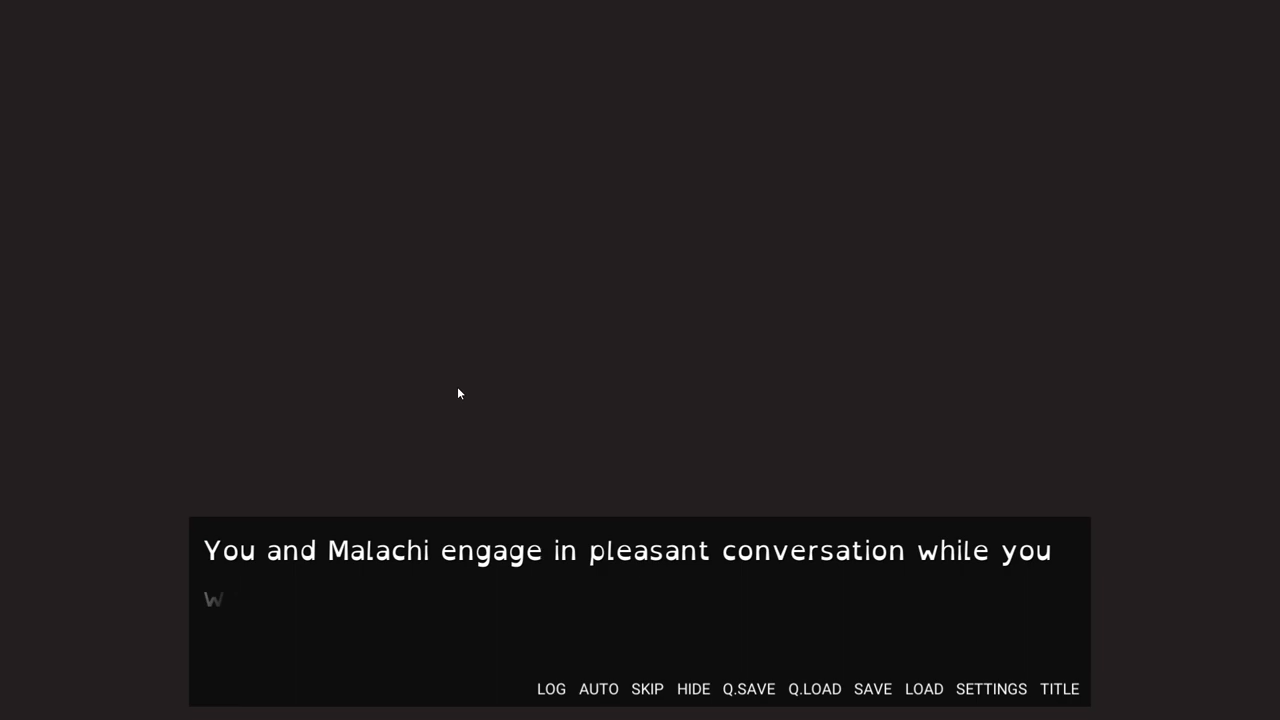 You and Malachi engage in pleasant conversation while you
w
LOG AUTO SKIP HIDE Q.SAVE Q.LOAD SAVE LOAD SETTINGS TITLE